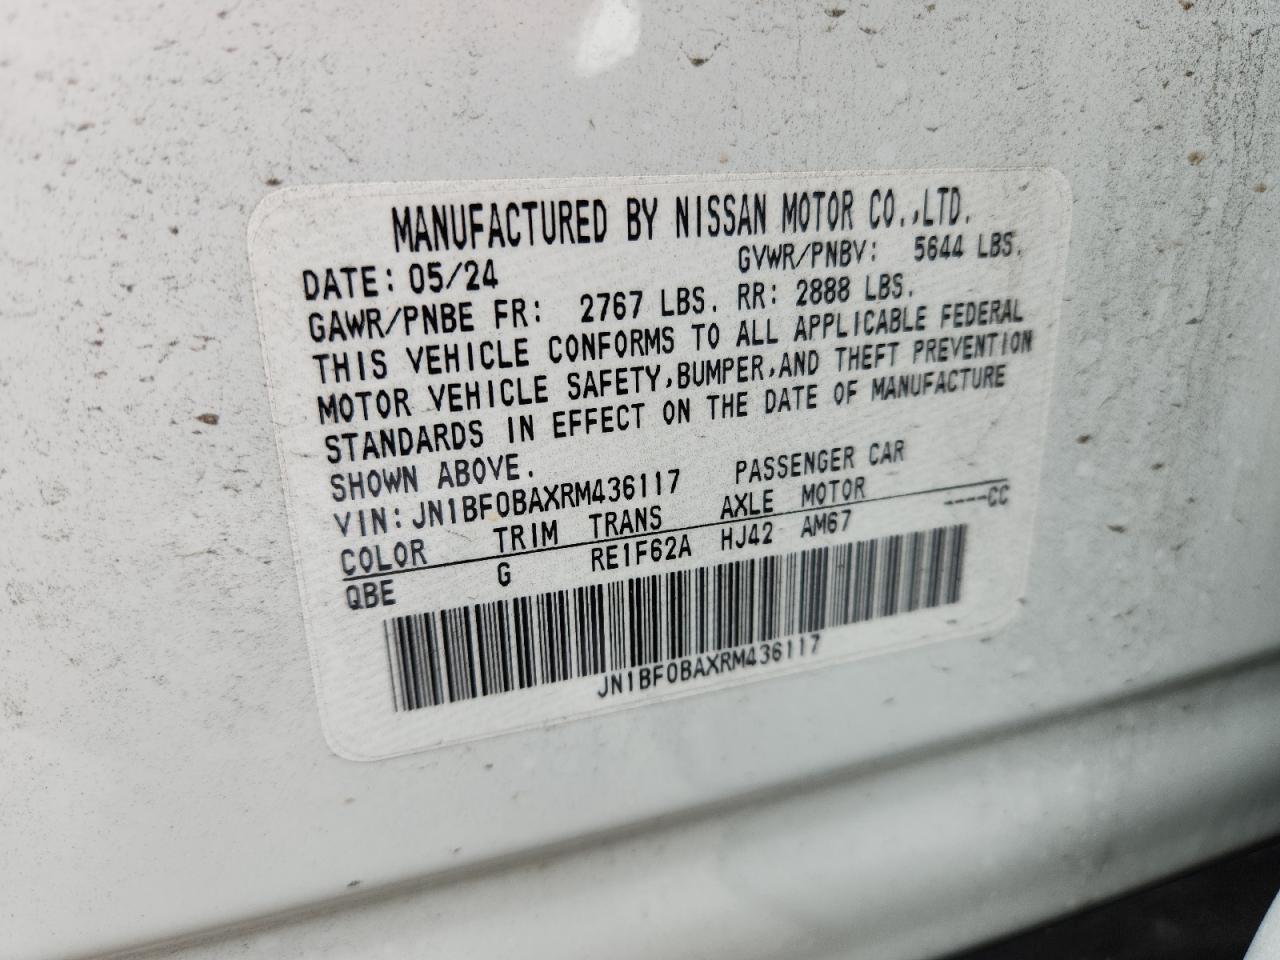 MANUFACTURED BY NISSAN MOTOR CO.,LTD.
DATE: 05/24 GVWR/PNBV: 5644 LBS.
GAWR/PNBE FR: 2767 LBS. RR: 2888 LBS.
THIS VEHICLE CONFORMS TO ALL APPLICABLE FEDERAL
MOTOR VEHICLE SAFETY,BUMPER,AND THEFT PREVENTION
STANDARDS IN EFFECT ON THE DATE OF MANUFACTURE
SHOWN ABOVE.
VIN: JN1BF0BAXRM436117 PASSENGER CAR
COLOR TRIM TRANS AXLE MOTOR
QBE G RE1F62A HJ42 AM67 ----CC
JN1BF0BAXRM436117